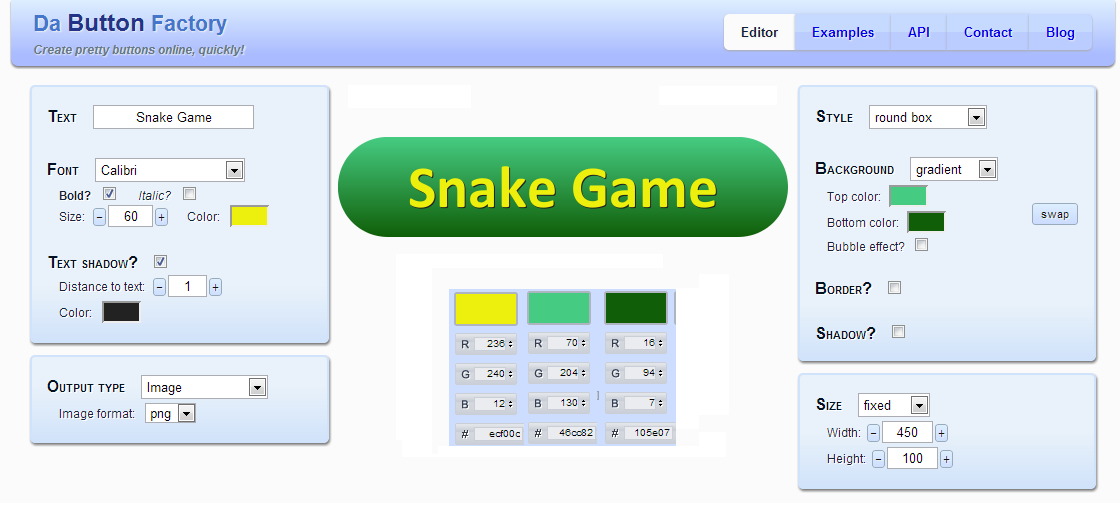 Da Button Factory
Create pretty buttons online, quickly!
Editor Examples API Contact Blog
Text Snake Game
Font Calibri
Bold? Italic?
Size: − 60 + Color:
Text shadow?
Distance to text: − 1 +
Color:
Output type Image
Image format: png
Snake Game
R 236 R 70 R 16
G 240 G 204 G 94
B 12 B 130 B 7
# ecf00c # 46cc82 # 105e07
Style round box
Background gradient
Top color:
swap
Bottom color:
Bubble effect?
Border?
Shadow?
Size fixed
Width: − 450 +
Height: − 100 +